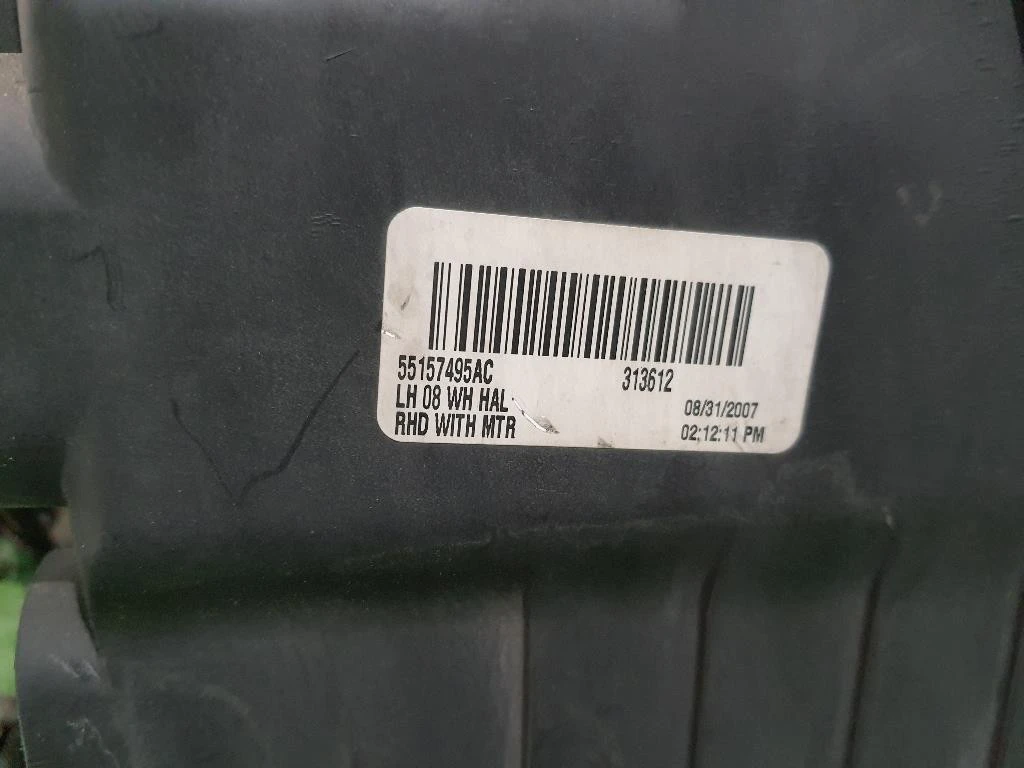 55157495AC 313612
LH 08 WH HAL 08/31/2007
RHD WITH MTR 02:12:11 PM